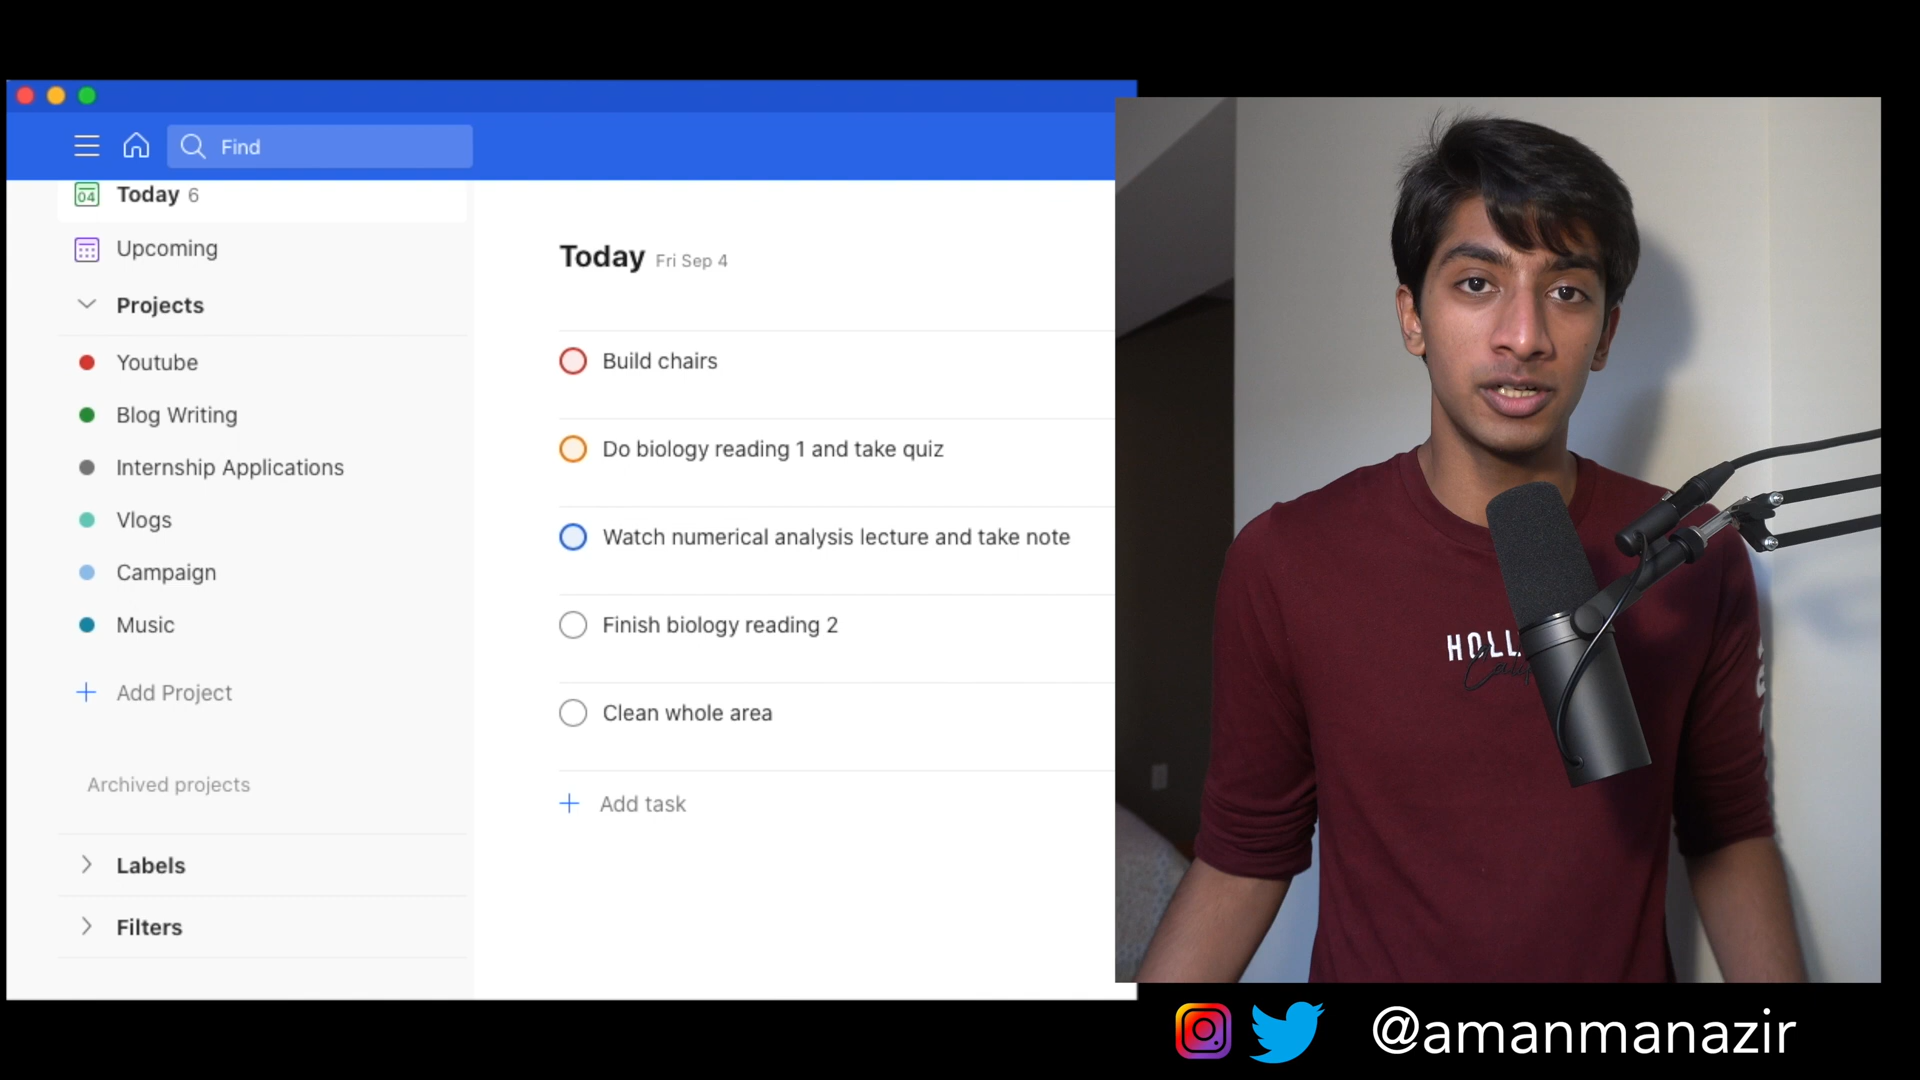 Find
04
Today 6
Upcoming
Projects
Youtube
Blog Writing
Internship Applications
Vlogs
Campaign
Music
Add Project
Archived projects
Labels
Filters
Today Fri Sep 4
Build chairs
Do biology reading 1 and take quiz
Watch numerical analysis lecture and take note
Finish biology reading 2
Clean whole area
Add task
HOLL
@amanmanazir